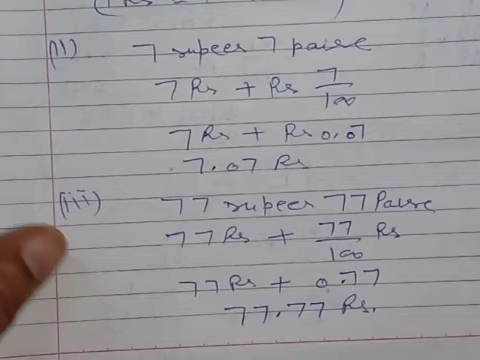 (ii) 7 rupees 7 paise
7 Rs + Rs 7/100
7 Rs + Rs 0.07
7.07 Rs
(iii) 77 rupees 77 Paise
77 Rs + 77/100 Rs
77 Rs + 0.77
77.77 Rs.